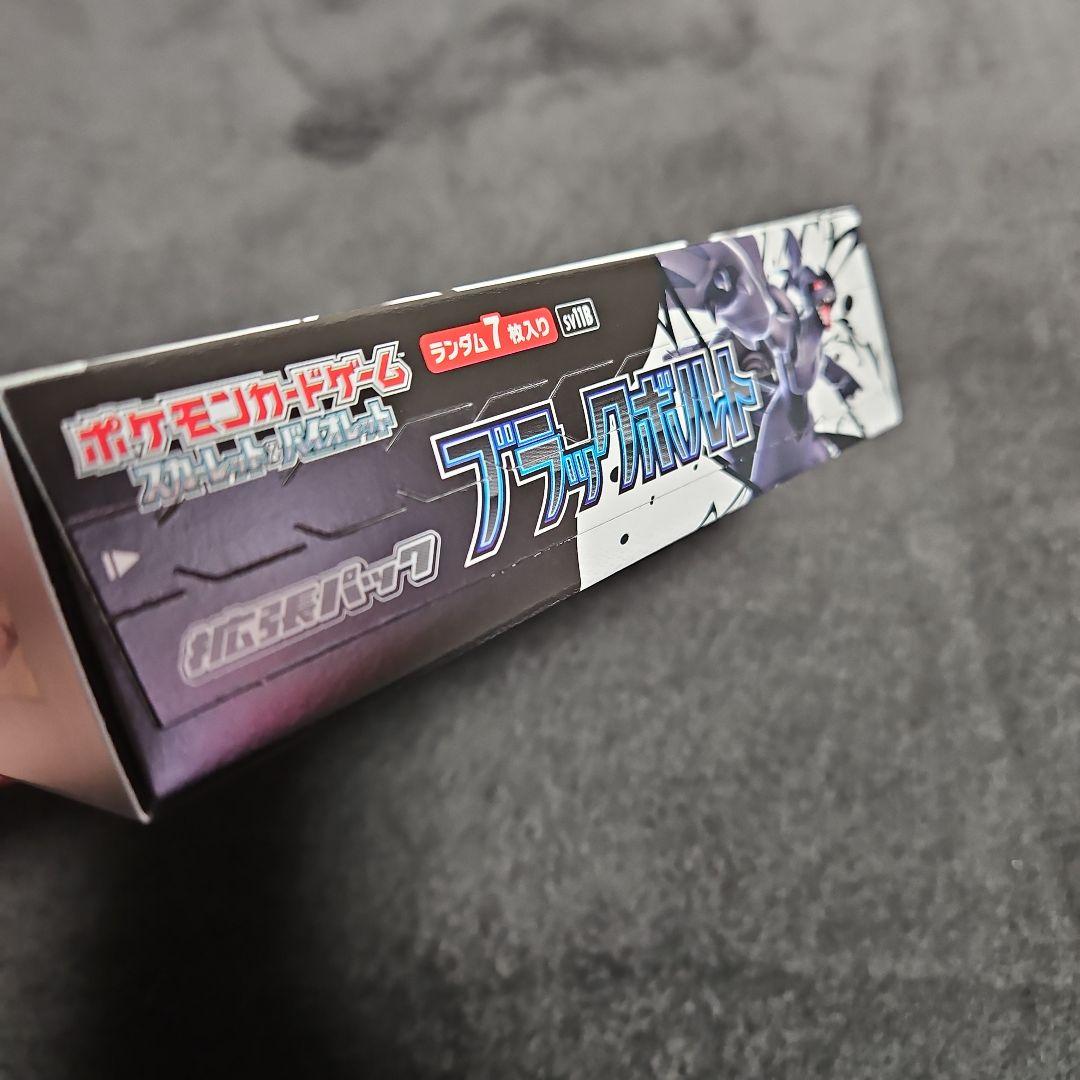 ランダム7枚入り SV11B
ポケモンカードゲーム
スカーレット&バイオレット
ブラックボルト
拡張パック